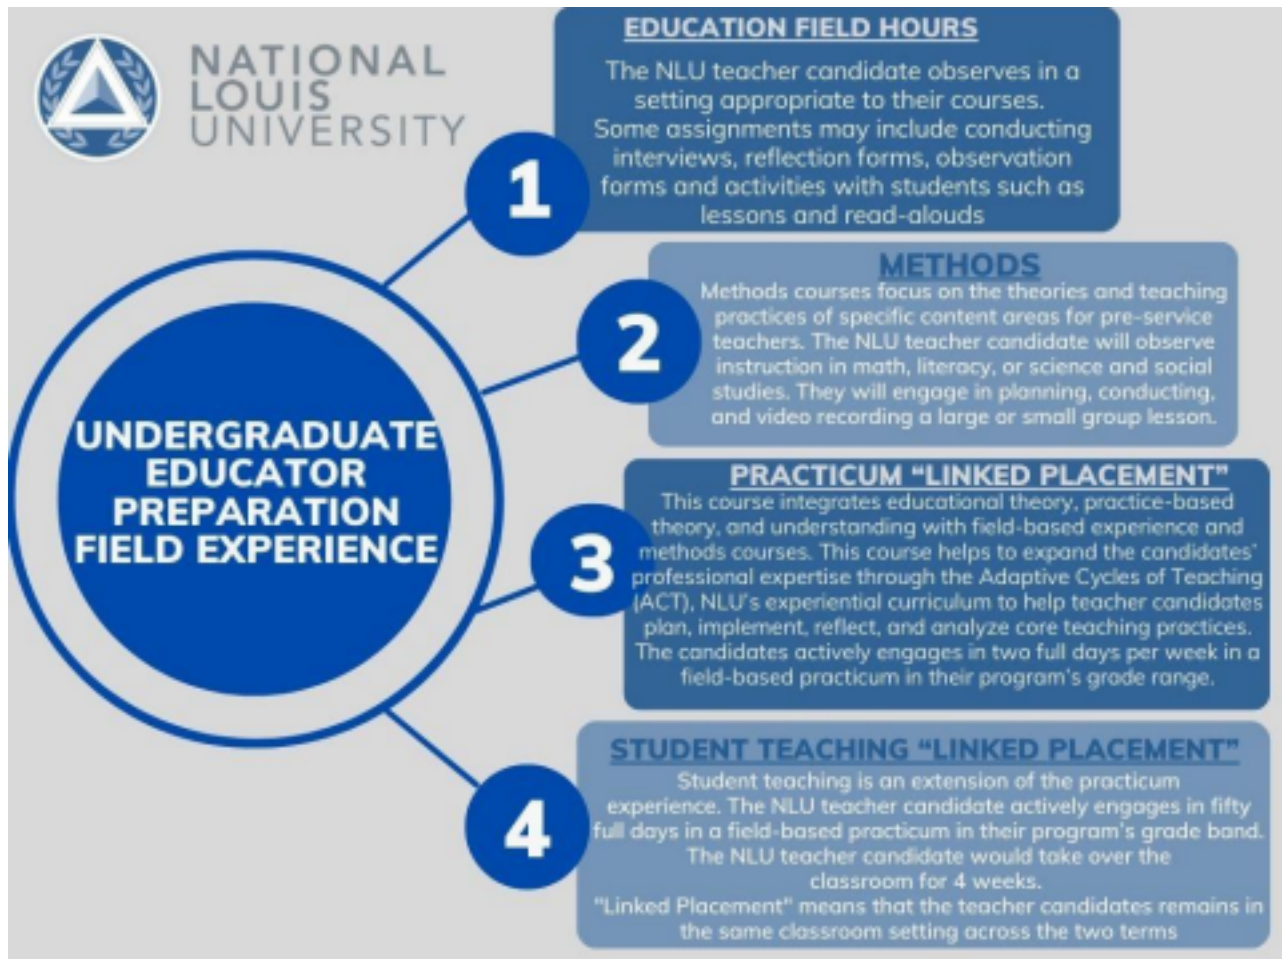 NATIONAL
LOUIS
UNIVERSITY
UNDERGRADUATE
EDUCATOR
PREPARATION
FIELD EXPERIENCE
1
EDUCATION FIELD HOURS
The NLU teacher candidate observes in a
setting appropriate to their courses.
Some assignments may include conducting
interviews, reflection forms, observation
forms and activities with students such as
lessons and read-alouds
2
METHODS
Methods courses focus on the theories and teaching
practices of specific content areas for pre-service
teachers. The NLU teacher candidate will observe
instruction in math, literacy, or science and social
studies. They will engage in planning, conducting,
and video recording a large or small group lesson.
3
PRACTICUM “LINKED PLACEMENT”
This course integrates educational theory, practice-based
theory, and understanding with field-based experience and
methods courses. This course helps to expand the candidates’
professional expertise through the Adaptive Cycles of Teaching
(ACT), NLU’s experiential curriculum to help teacher candidates
plan, implement, reflect, and analyze core teaching practices.
The candidates actively engages in two full days per week in a
field-based practicum in their program’s grade range.
4
STUDENT TEACHING “LINKED PLACEMENT”
Student teaching is an extension of the practicum
experience. The NLU teacher candidate actively engages in fifty
full days in a field-based practicum in their program’s grade band.
The NLU teacher candidate would take over the
classroom for 4 weeks.
"Linked Placement" means that the teacher candidates remains in
the same classroom setting across the two terms